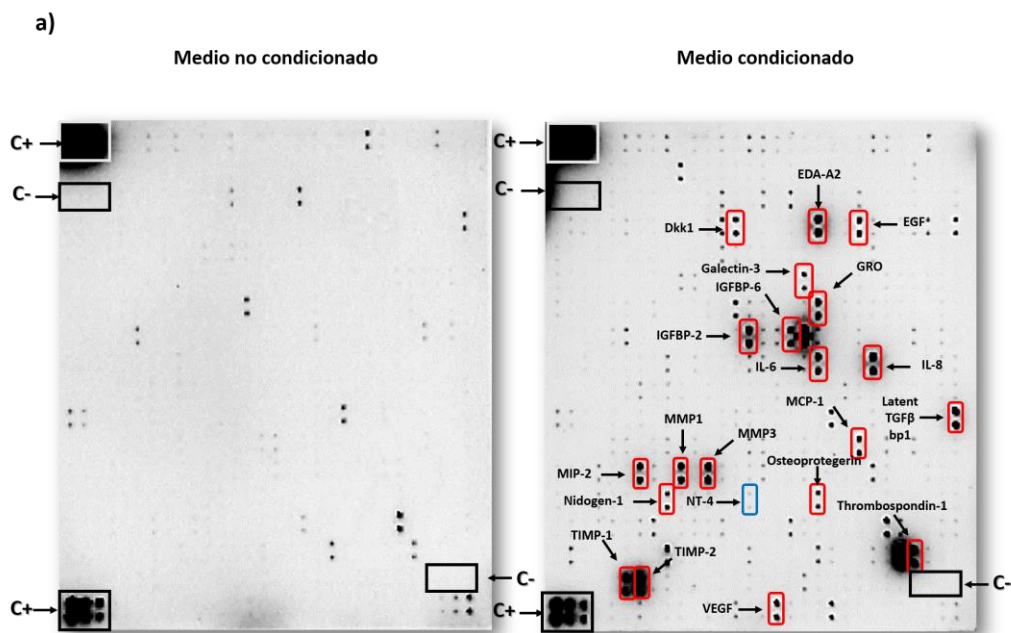 a)
Medio no condicionado
Medio condicionado
C+
C+
C-
C-
EDA-A2
Dkk1
EGF
Galectin-3
GRO
IGFBP-6
IGFBP-2
IL-6
IL-8
MCP-1
Latent
TGFβ
bp1
MMP1
MMP3
Osteoprotegerin
MIP-2
Nidogen-1
NT-4
Thrombospondin-1
TIMP-1
TIMP-2
C-
C-
C+
C+
VEGF